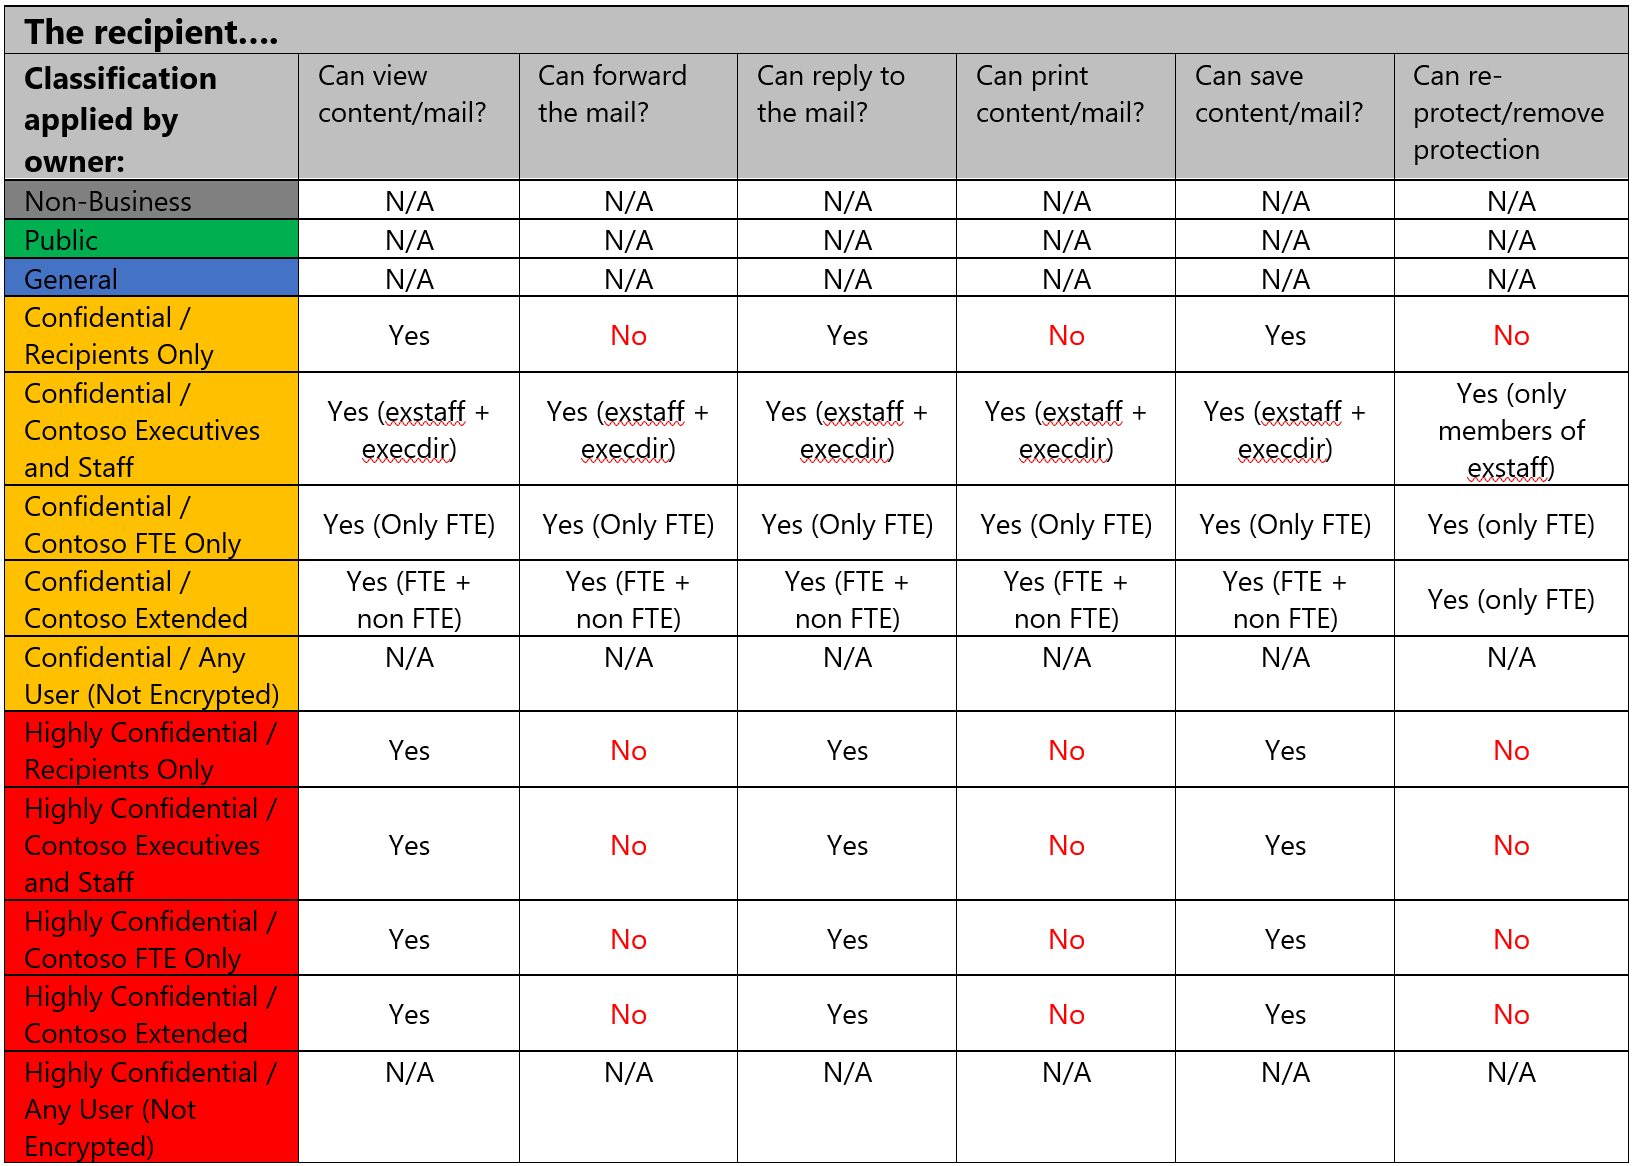 The recipient….
Classification applied by owner: Can view content/mail? Can forward the mail? Can reply to the mail? Can print content/mail? Can save content/mail? Can re-protect/remove protection
Non-Business N/A N/A N/A N/A N/A N/A
Public N/A N/A N/A N/A N/A N/A
General N/A N/A N/A N/A N/A N/A
Confidential / Recipients Only Yes No Yes No Yes No
Confidential / Contoso Executives and Staff Yes (exstaff + execdir) Yes (exstaff + execdir) Yes (exstaff + execdir) Yes (exstaff + execdir) Yes (exstaff + execdir) Yes (only members of exstaff)
Confidential / Contoso FTE Only Yes (Only FTE) Yes (Only FTE) Yes (Only FTE) Yes (Only FTE) Yes (Only FTE) Yes (only FTE)
Confidential / Contoso Extended Yes (FTE + non FTE) Yes (FTE + non FTE) Yes (FTE + non FTE) Yes (FTE + non FTE) Yes (FTE + non FTE) Yes (only FTE)
Confidential / Any User (Not Encrypted) N/A N/A N/A N/A N/A N/A
Highly Confidential / Recipients Only Yes No Yes No Yes No
Highly Confidential / Contoso Executives and Staff Yes No Yes No Yes No
Highly Confidential / Contoso FTE Only Yes No Yes No Yes No
Highly Confidential / Contoso Extended Yes No Yes No Yes No
Highly Confidential / Any User (Not Encrypted) N/A N/A N/A N/A N/A N/A